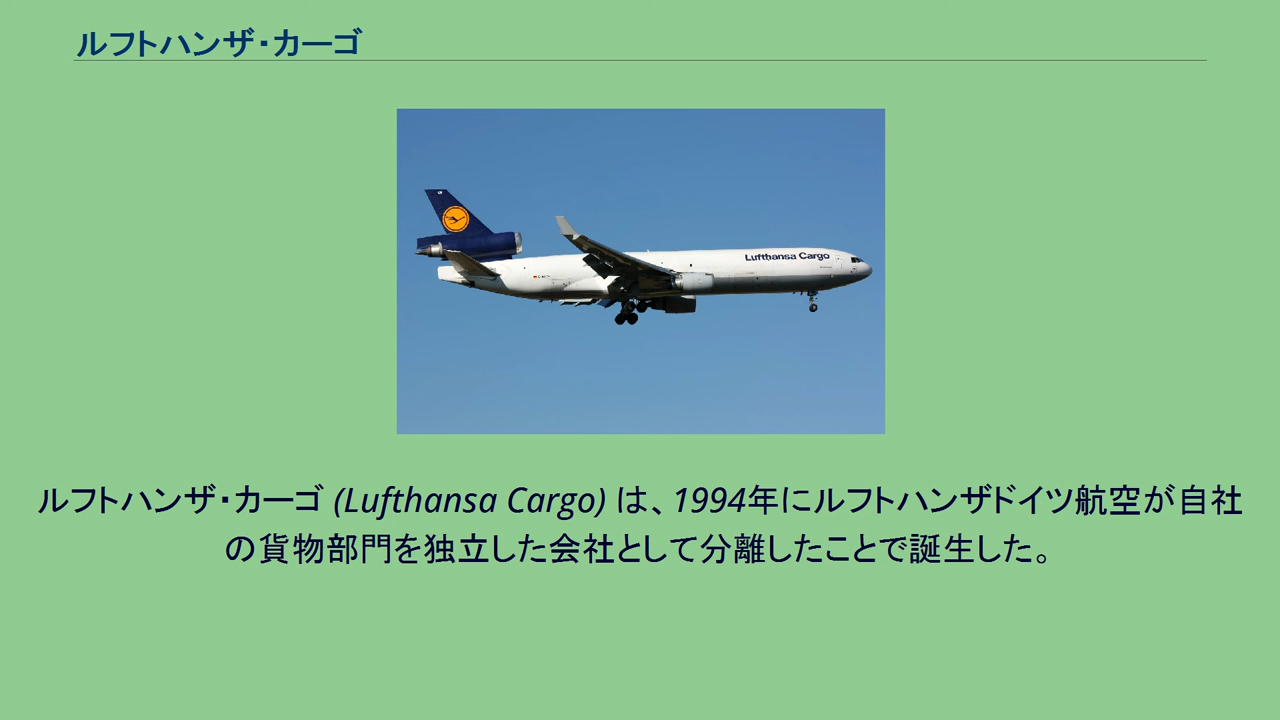 ルフトハンザ・カーゴ
Lufthansa Cargo
ルフトハンザ・カーゴ (Lufthansa Cargo) は、1994年にルフトハンザドイツ航空が自社
の貨物部門を独立した会社として分離したことで誕生した。